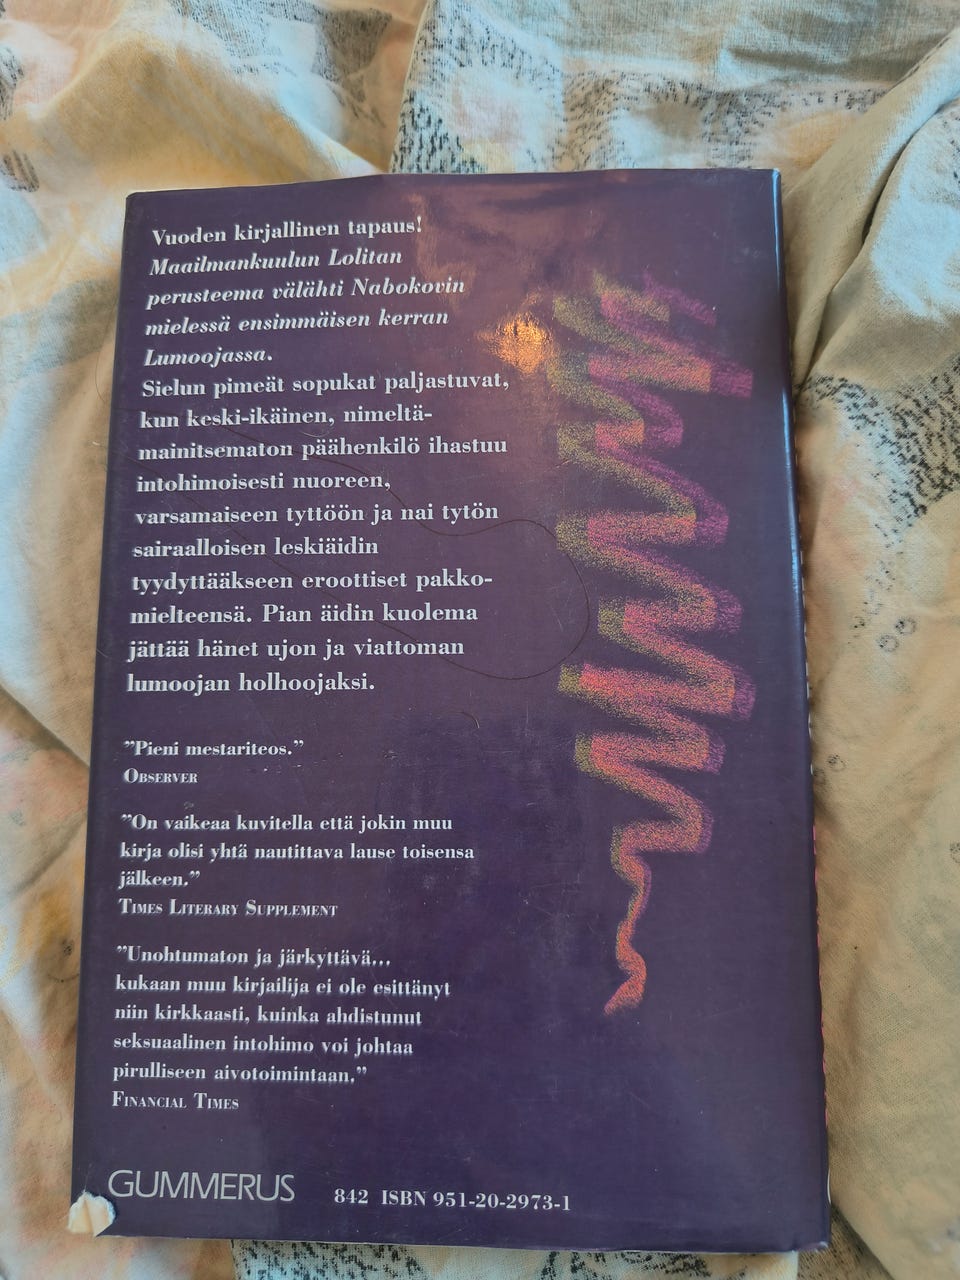 Vuoden kirjallinen tapaus!
Maailmankuulun Lolitan
perusteema välähti Nabokovin
mielessä ensimmäisen kerran
Lumoojassa.
Sielun pimeät sopukat paljastuvat,
kun keski-ikäinen, nimeltä-
mainitsematon päähenkilö ihastuu
intohimoisesti nuoreen,
varsamaiseen tyttöön ja nai tytön
sairaalloisen leskiäidin
tyydyttääkseen eroottiset pakko-
mielteensä. Pian äidin kuolema
jättää hänet ujon ja viattoman
lumoojan holhoojaksi.
"Pieni mestariteos."
OBSERVER
"On vaikeaa kuvitella että jokin muu
kirja olisi yhtä nautittava lause toisensa
jälkeen."
TIMES LITERARY SUPPLEMENT
"Unohtumaton ja järkyttävä...
kukaan muu kirjailija ei ole esittänyt
niin kirkkaasti, kuinka ahdistunut
seksuaalinen intohimo voi johtaa
pirulliseen aivotoimintaan."
FINANCIAL TIMES
GUMMERUS
842 ISBN 951-20-2973-1